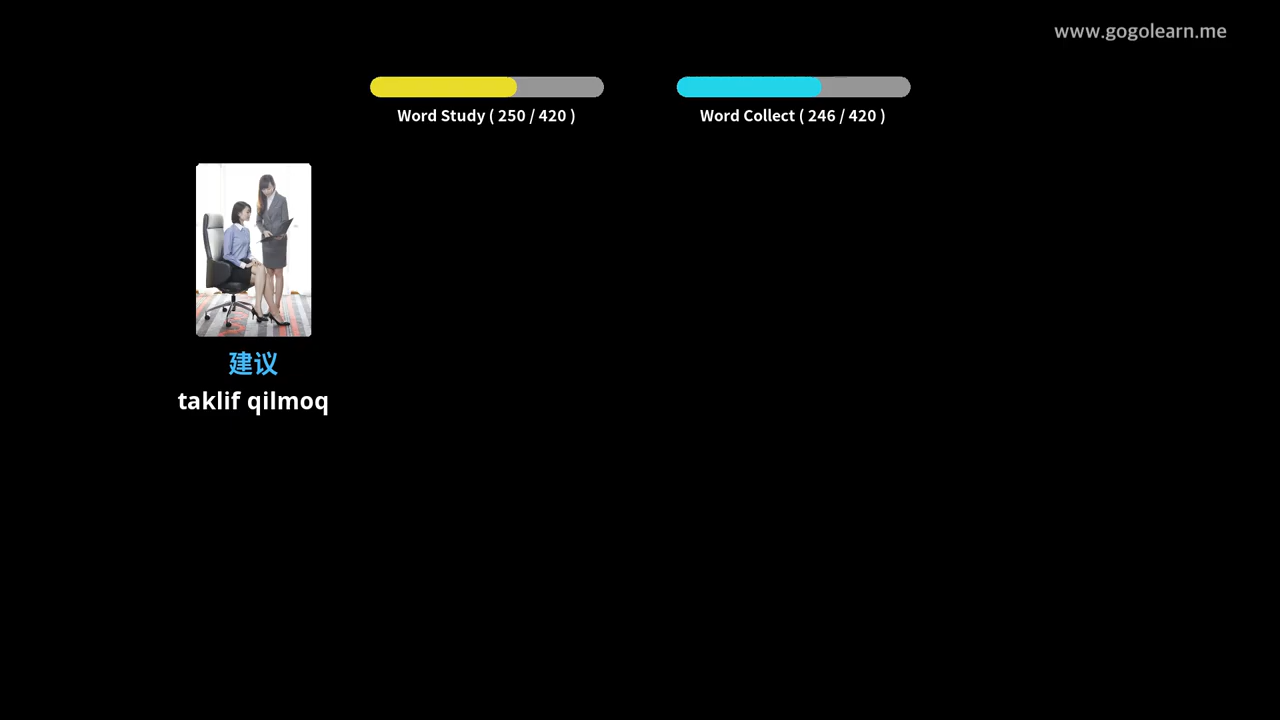 www.gogolearn.me
Word Study ( 250 / 420 )
Word Collect ( 246 / 420 )
建议
taklif qilmoq